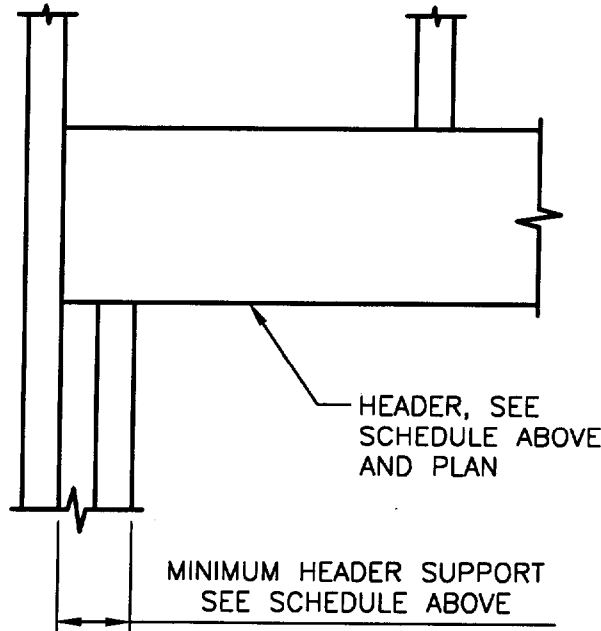 HEADER, SEE
SCHEDULE ABOVE
AND PLAN
MINIMUM HEADER SUPPORT
SEE SCHEDULE ABOVE